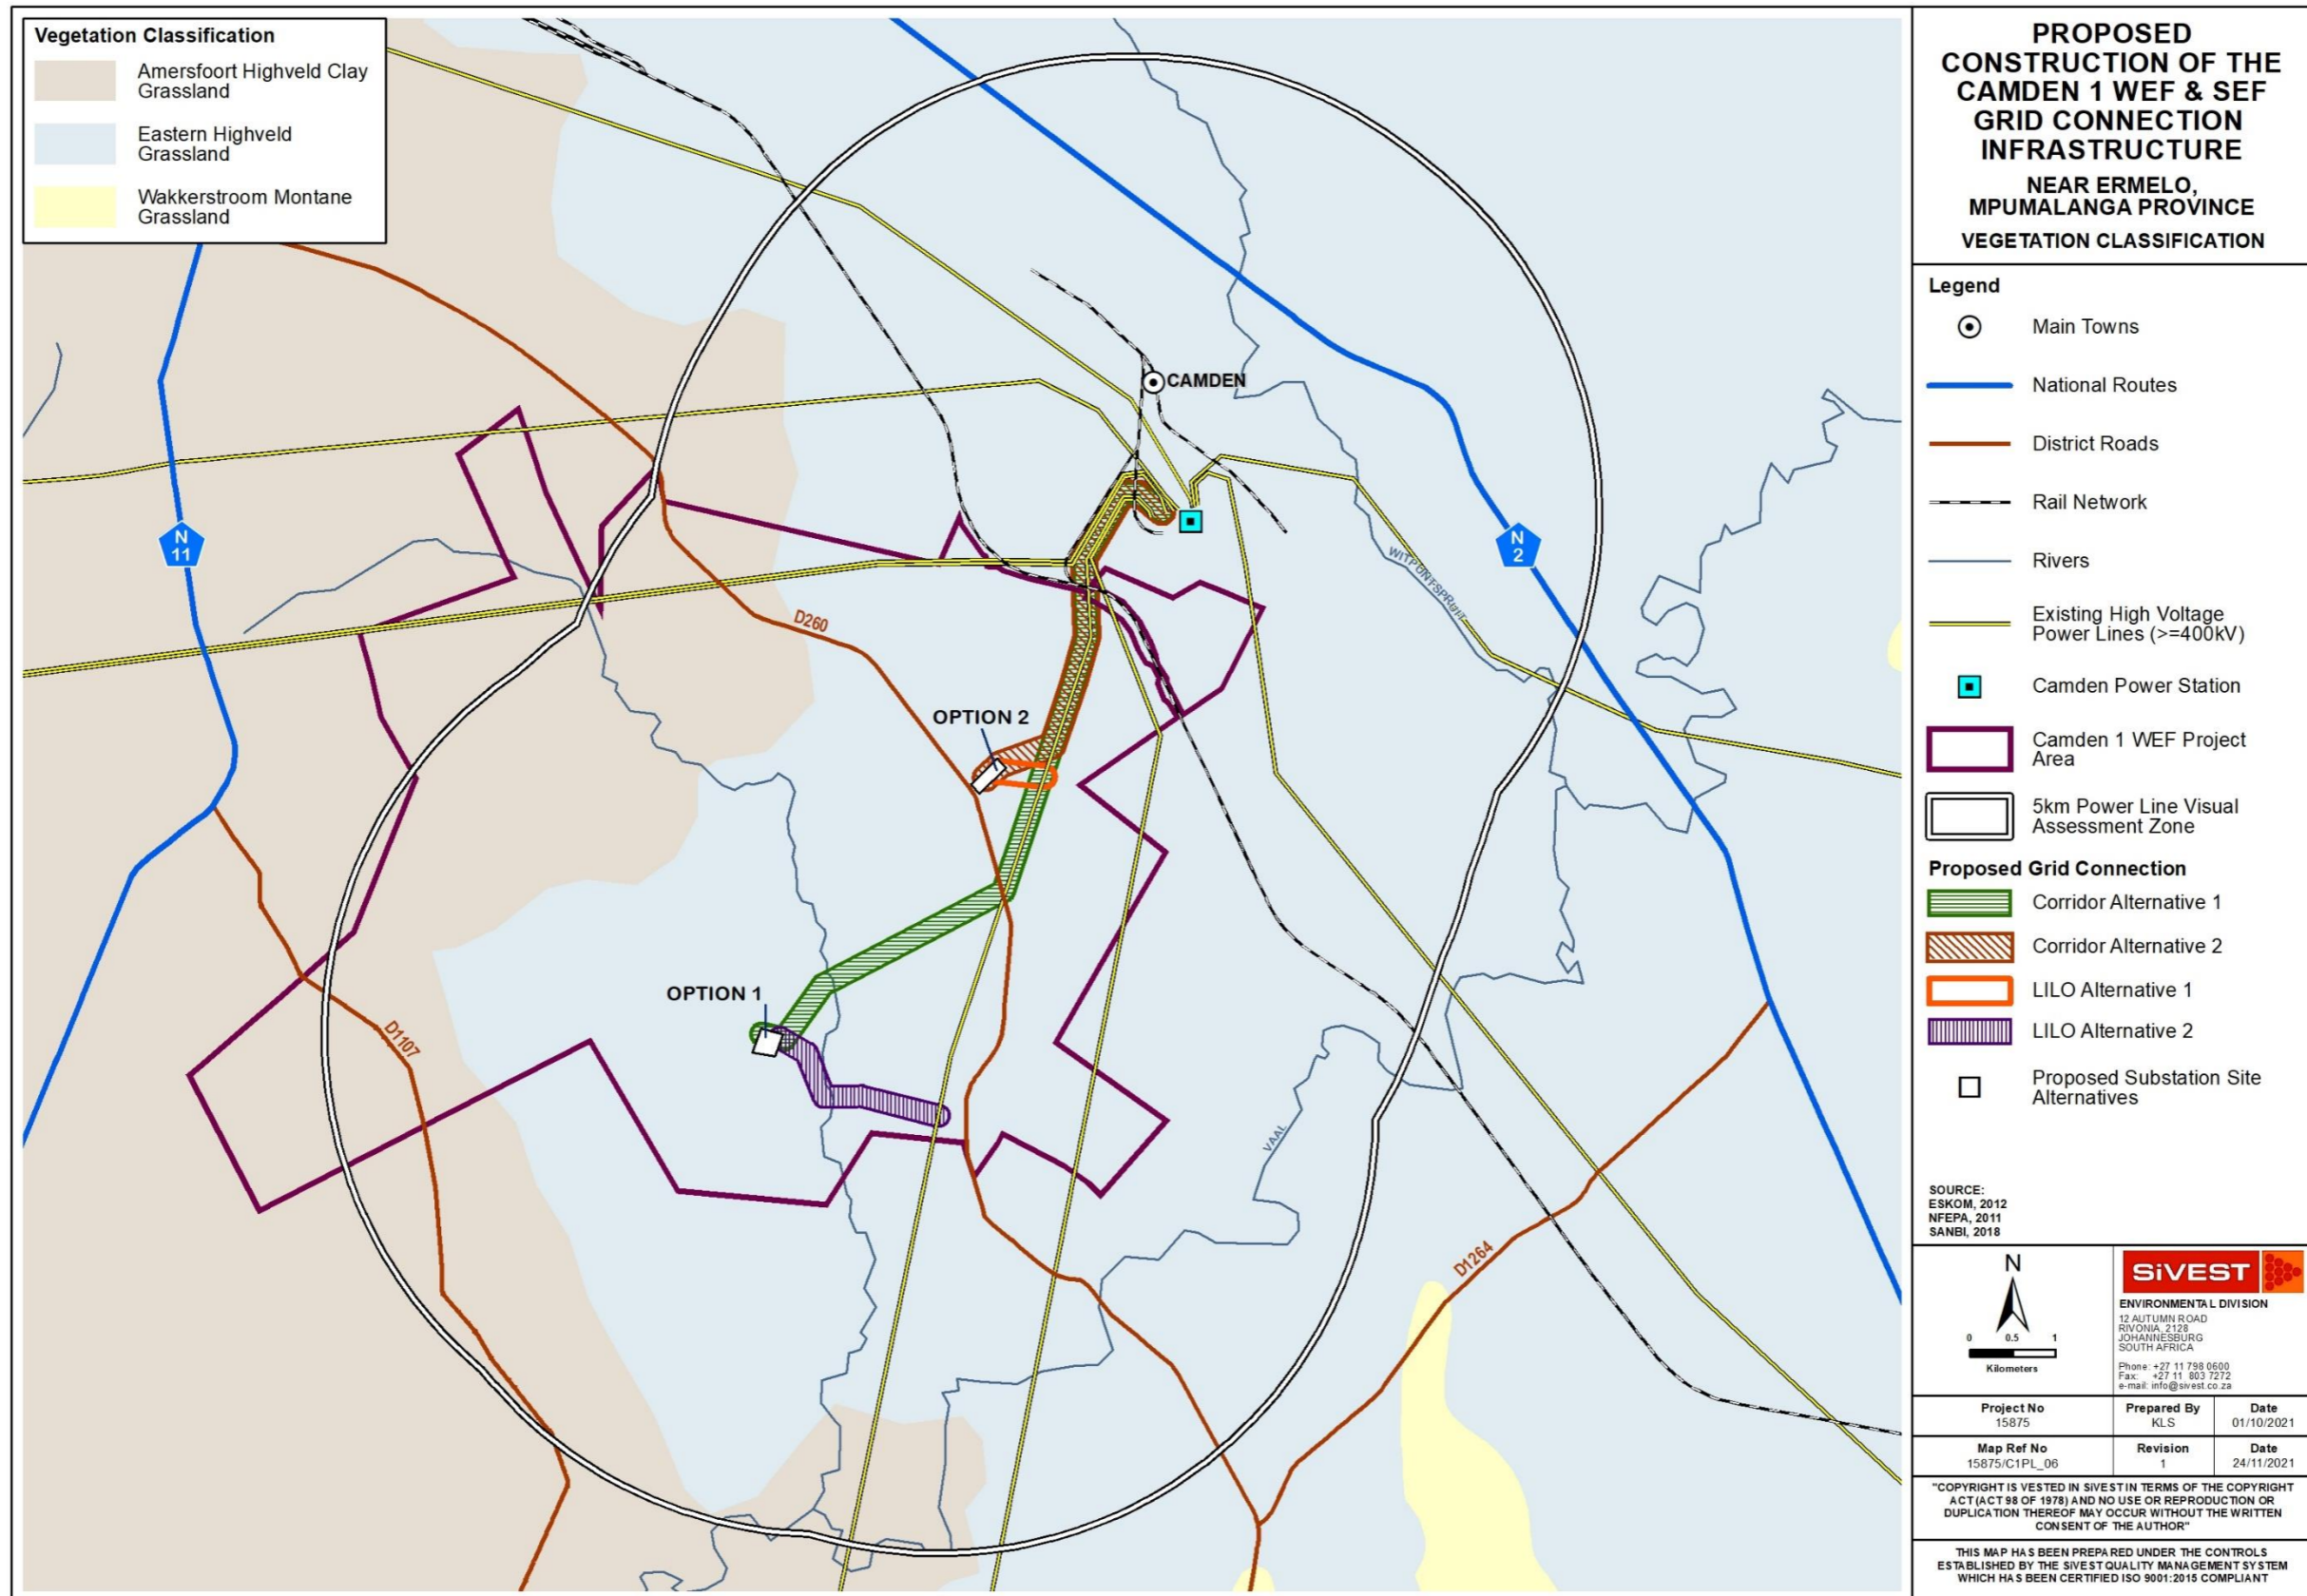 Vegetation Classification
Amersfoort Highveld Clay
Grassland
Eastern Highveld
Grassland
Wakkerstroom Montane
Grassland
N
11
D260
CAMDEN
N
2
WITPUNTSPRUIT
OPTION 2
OPTION 1
D1107
VAAL
D1264
PROPOSED
CONSTRUCTION OF THE
CAMDEN 1 WEF & SEF
GRID CONNECTION
INFRASTRUCTURE
NEAR ERMELO,
MPUMALANGA PROVINCE
VEGETATION CLASSIFICATION
Legend
Main Towns
National Routes
District Roads
Rail Network
Rivers
Existing High Voltage
Power Lines (>=400kV)
Camden Power Station
Camden 1 WEF Project
Area
5km Power Line Visual
Assessment Zone
Proposed Grid Connection
Corridor Alternative 1
Corridor Alternative 2
LILO Alternative 1
LILO Alternative 2
Proposed Substation Site
Alternatives
SOURCE:
ESKOM, 2012
NFEPA, 2011
SANBI, 2018
N
0 0.5 1
Kilometers
SiVEST
ENVIRONMENTAL DIVISION
12 AUTUMN ROAD
RIVONIA, 2128
JOHANNESBURG
SOUTH AFRICA
Phone: +27 11 798 0600
Fax: +27 11 803 7272
e-mail: info@sivest.co.za
Project No
15875
Prepared By
KLS
Date
01/10/2021
Map Ref No
15875/C1PL_06
Revision
1
Date
24/11/2021
"COPYRIGHT IS VESTED IN SiVEST IN TERMS OF THE COPYRIGHT
ACT (ACT 98 OF 1978) AND NO USE OR REPRODUCTION OR
DUPLICATION THEREOF MAY OCCUR WITHOUT THE WRITTEN
CONSENT OF THE AUTHOR"
THIS MAP HAS BEEN PREPARED UNDER THE CONTROLS
ESTABLISHED BY THE SiVEST QUALITY MANAGEMENT SYSTEM
WHICH HAS BEEN CERTIFIED ISO 9001:2015 COMPLIANT